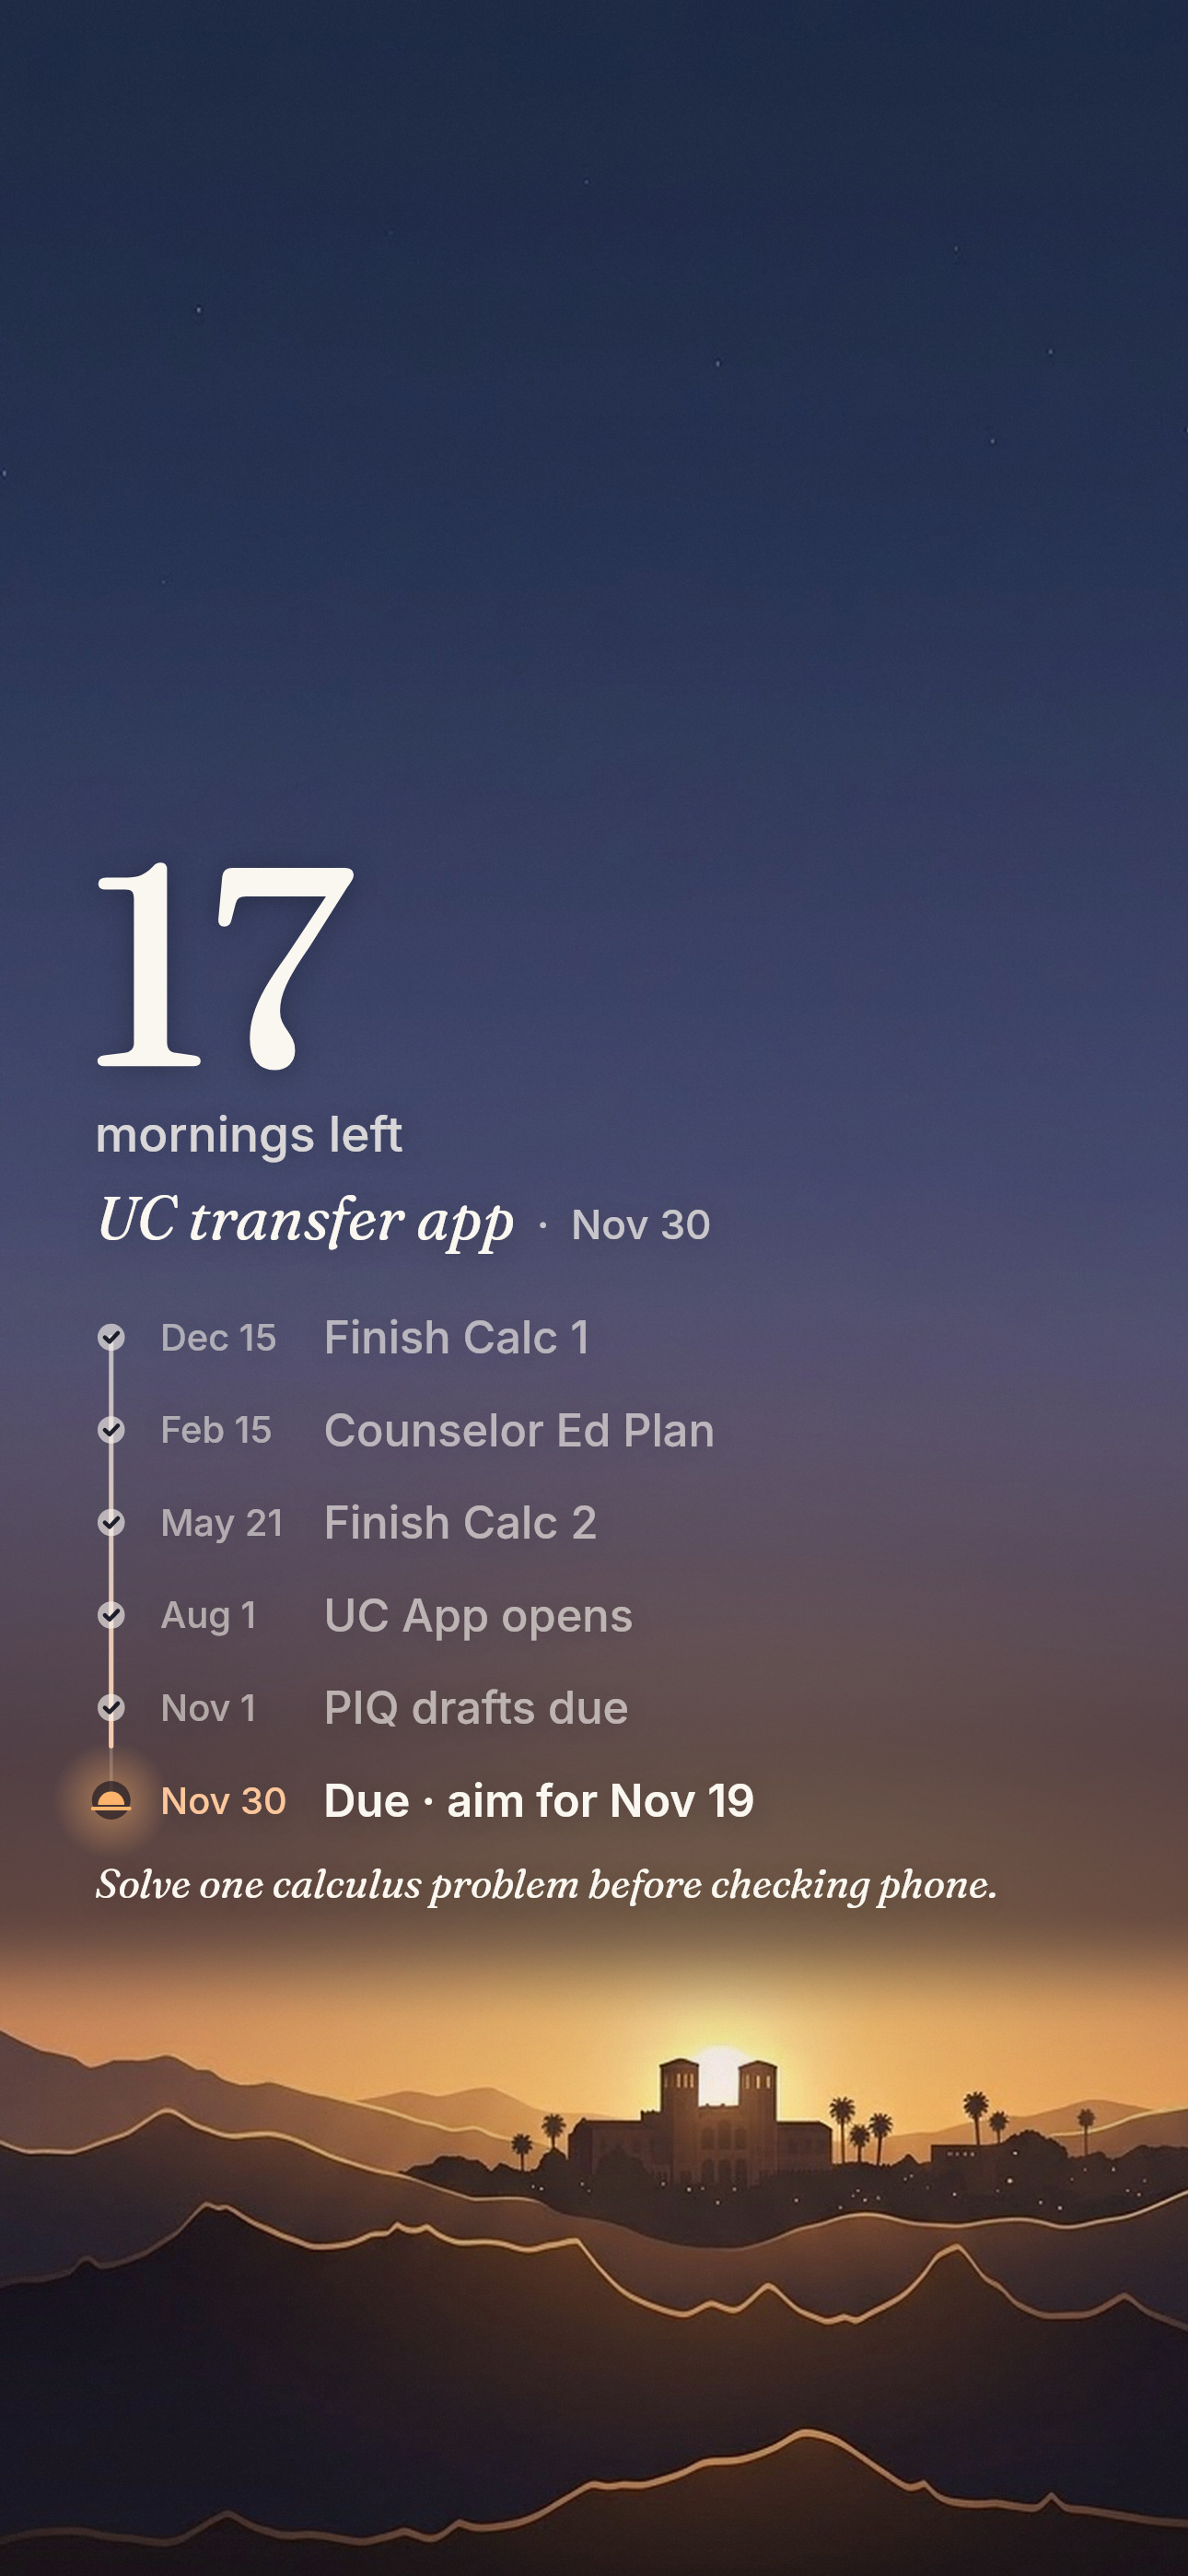 17
mornings left
UC transfer app · Nov 30
Dec 15 Finish Calc 1
Feb 15 Counselor Ed Plan
May 21 Finish Calc 2
Aug 1 UC App opens
Nov 1 PIQ drafts due
Nov 30 Due · aim for Nov 19
Solve one calculus problem before checking phone.